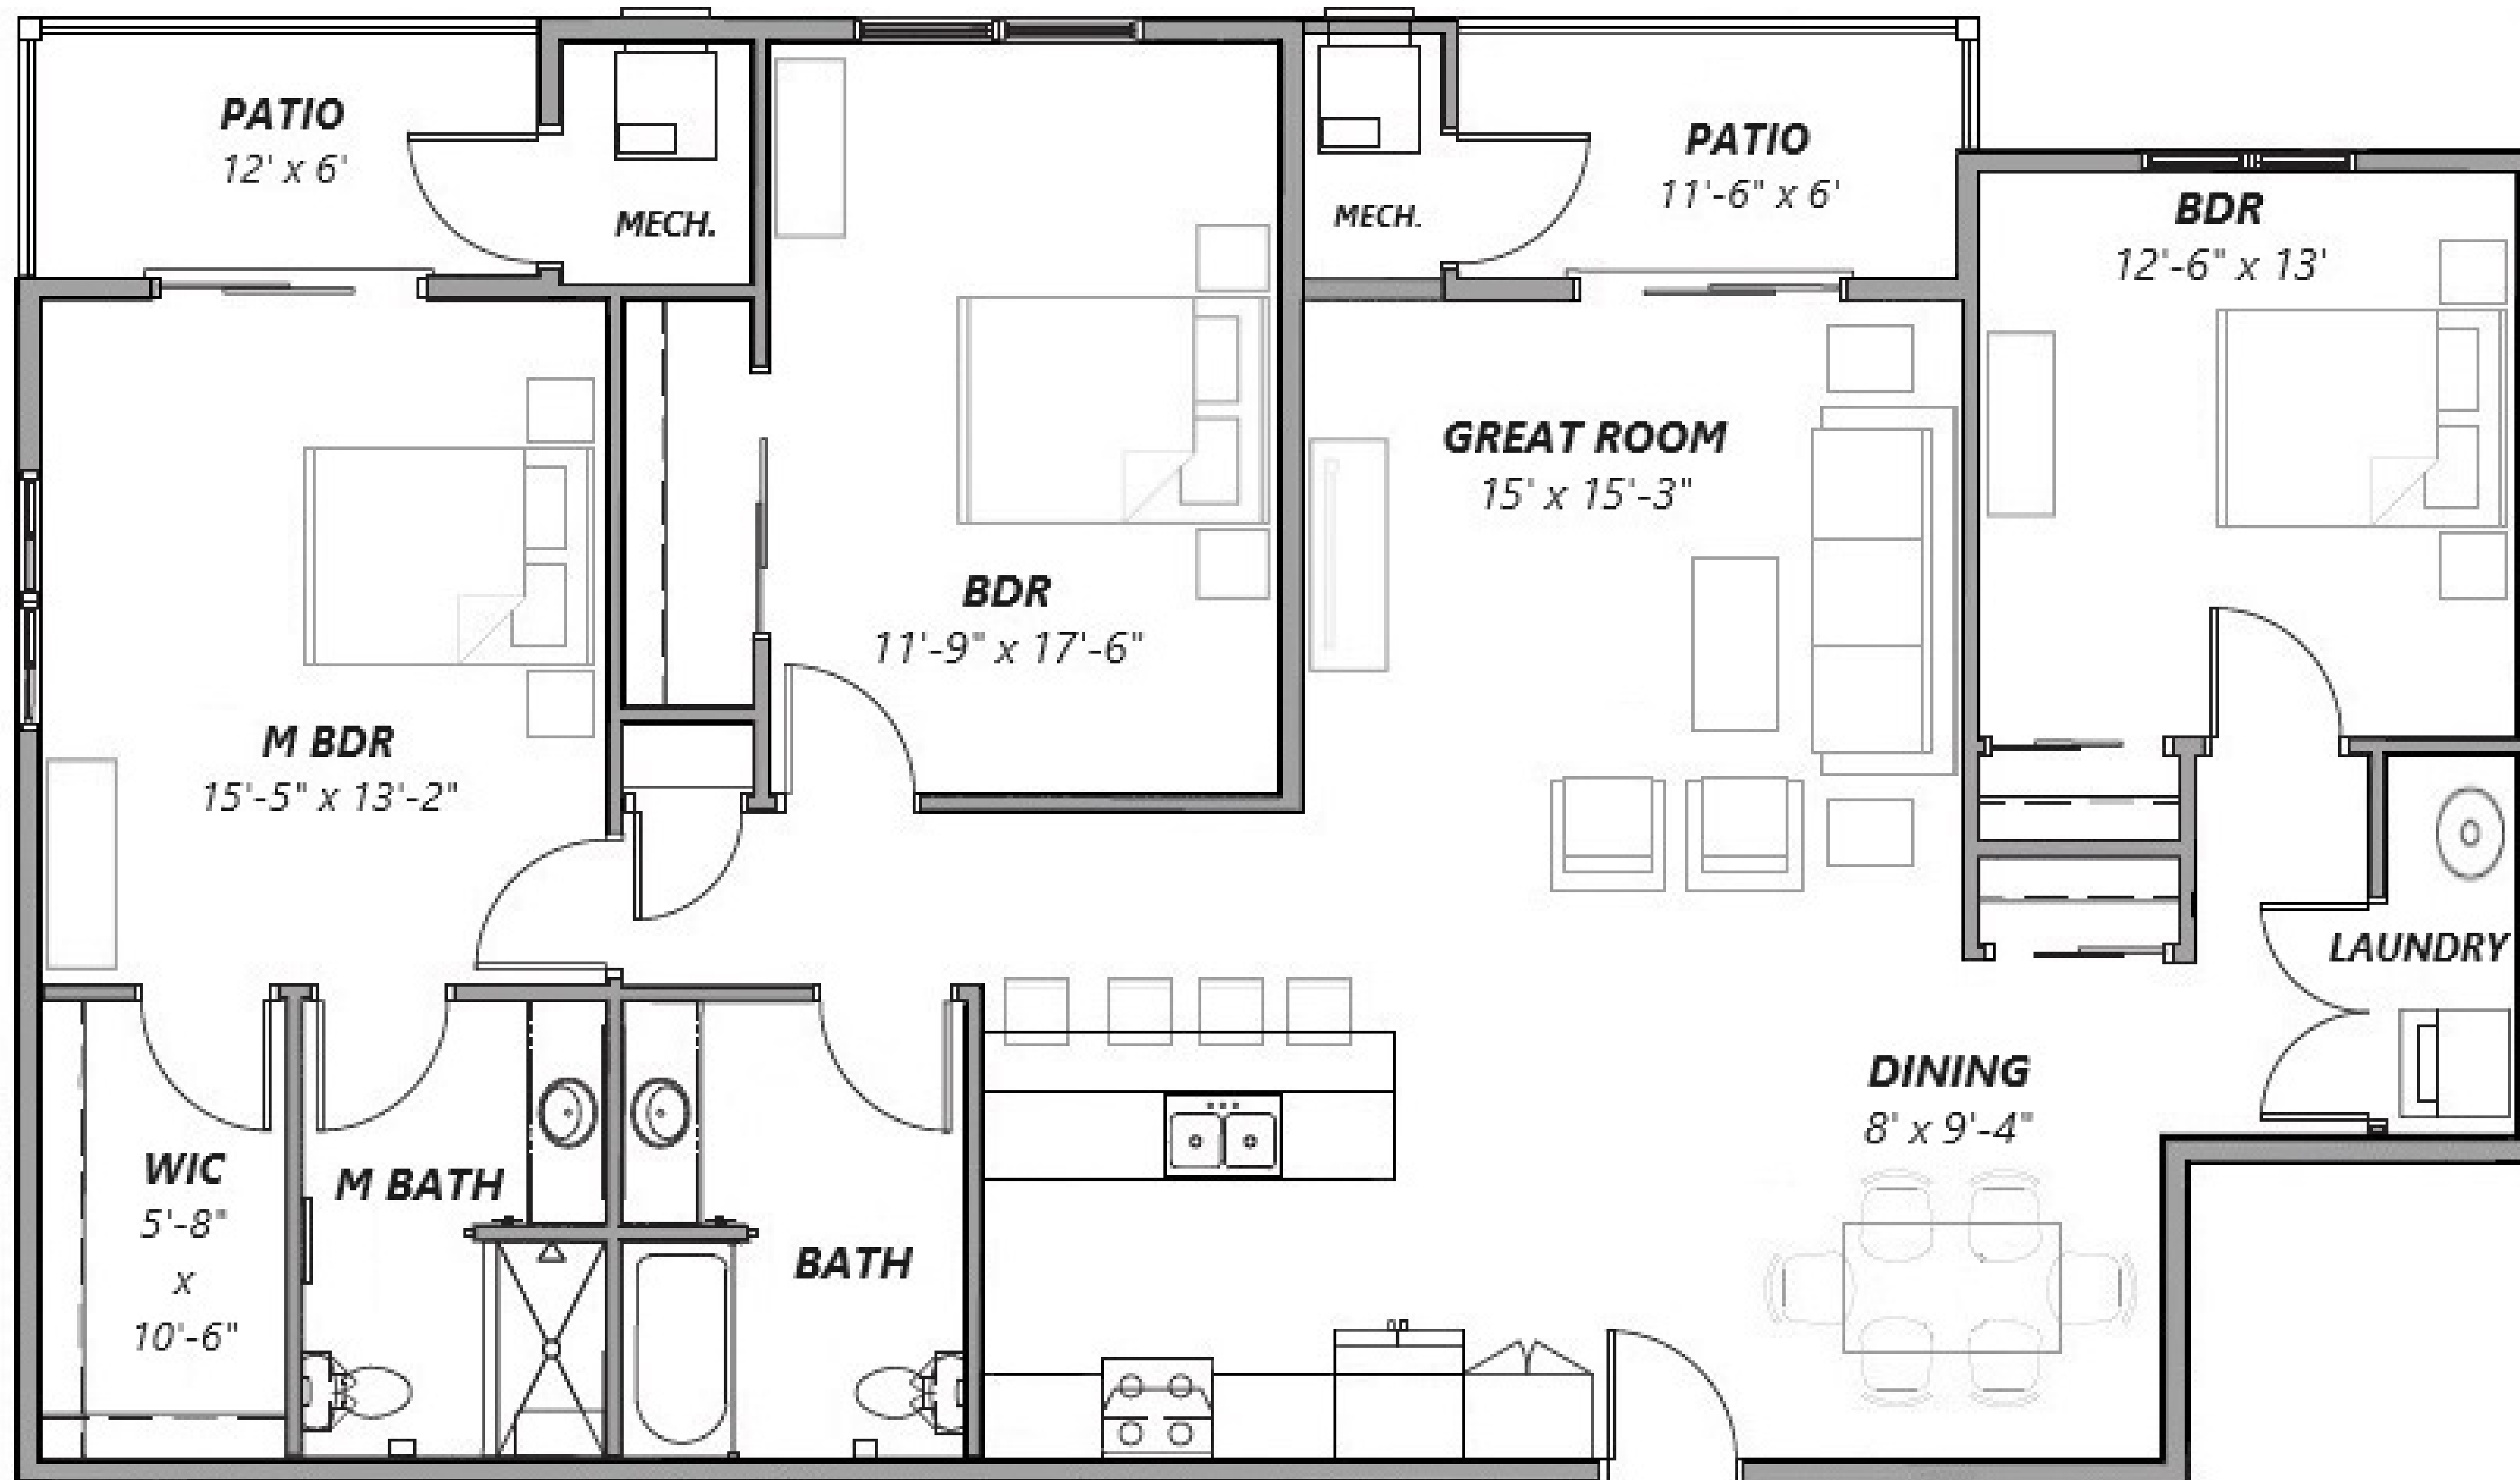 PATIO
12' x 6'
MECH.
MECH.
PATIO
11'-6" x 6'
BDR
12'-6" x 13'
GREAT ROOM
15' x 15'-3"
BDR
11'-9" x 17'-6"
M BDR
15'-5" x 13'-2"
LAUNDRY
DINING
8' x 9'-4"
WIC
5'-8"
x
10'-6"
M BATH
BATH